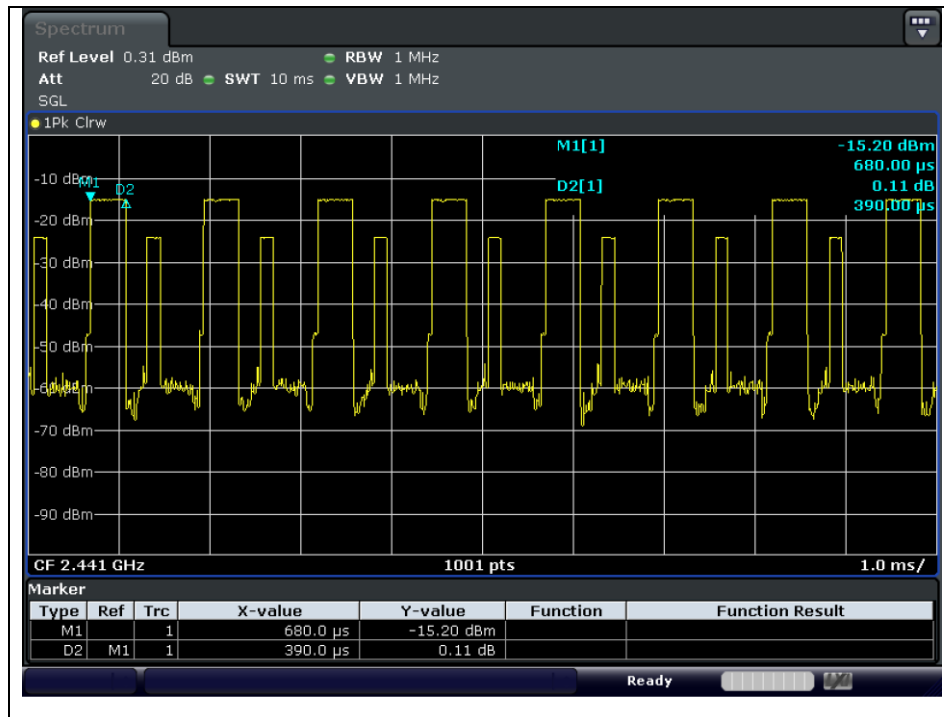 Spectrum
Ref Level 0.31 dBm RBW 1 MHz
Att 20 dB SWT 10 ms VBW 1 MHz
SGL
1Pk Clrw
M1[1] -15.20 dBm
680.00 µs
D2[1] 0.11 dB
390.00 µs
-10 dBm
M1
D2
-20 dBm
-30 dBm
-40 dBm
-50 dBm
-60 dBm
-70 dBm
-80 dBm
-90 dBm
CF 2.441 GHz 1001 pts 1.0 ms/
Marker
Type Ref Trc X-value Y-value Function Function Result
M1 1 680.0 µs -15.20 dBm
D2 M1 1 390.0 µs 0.11 dB
Ready